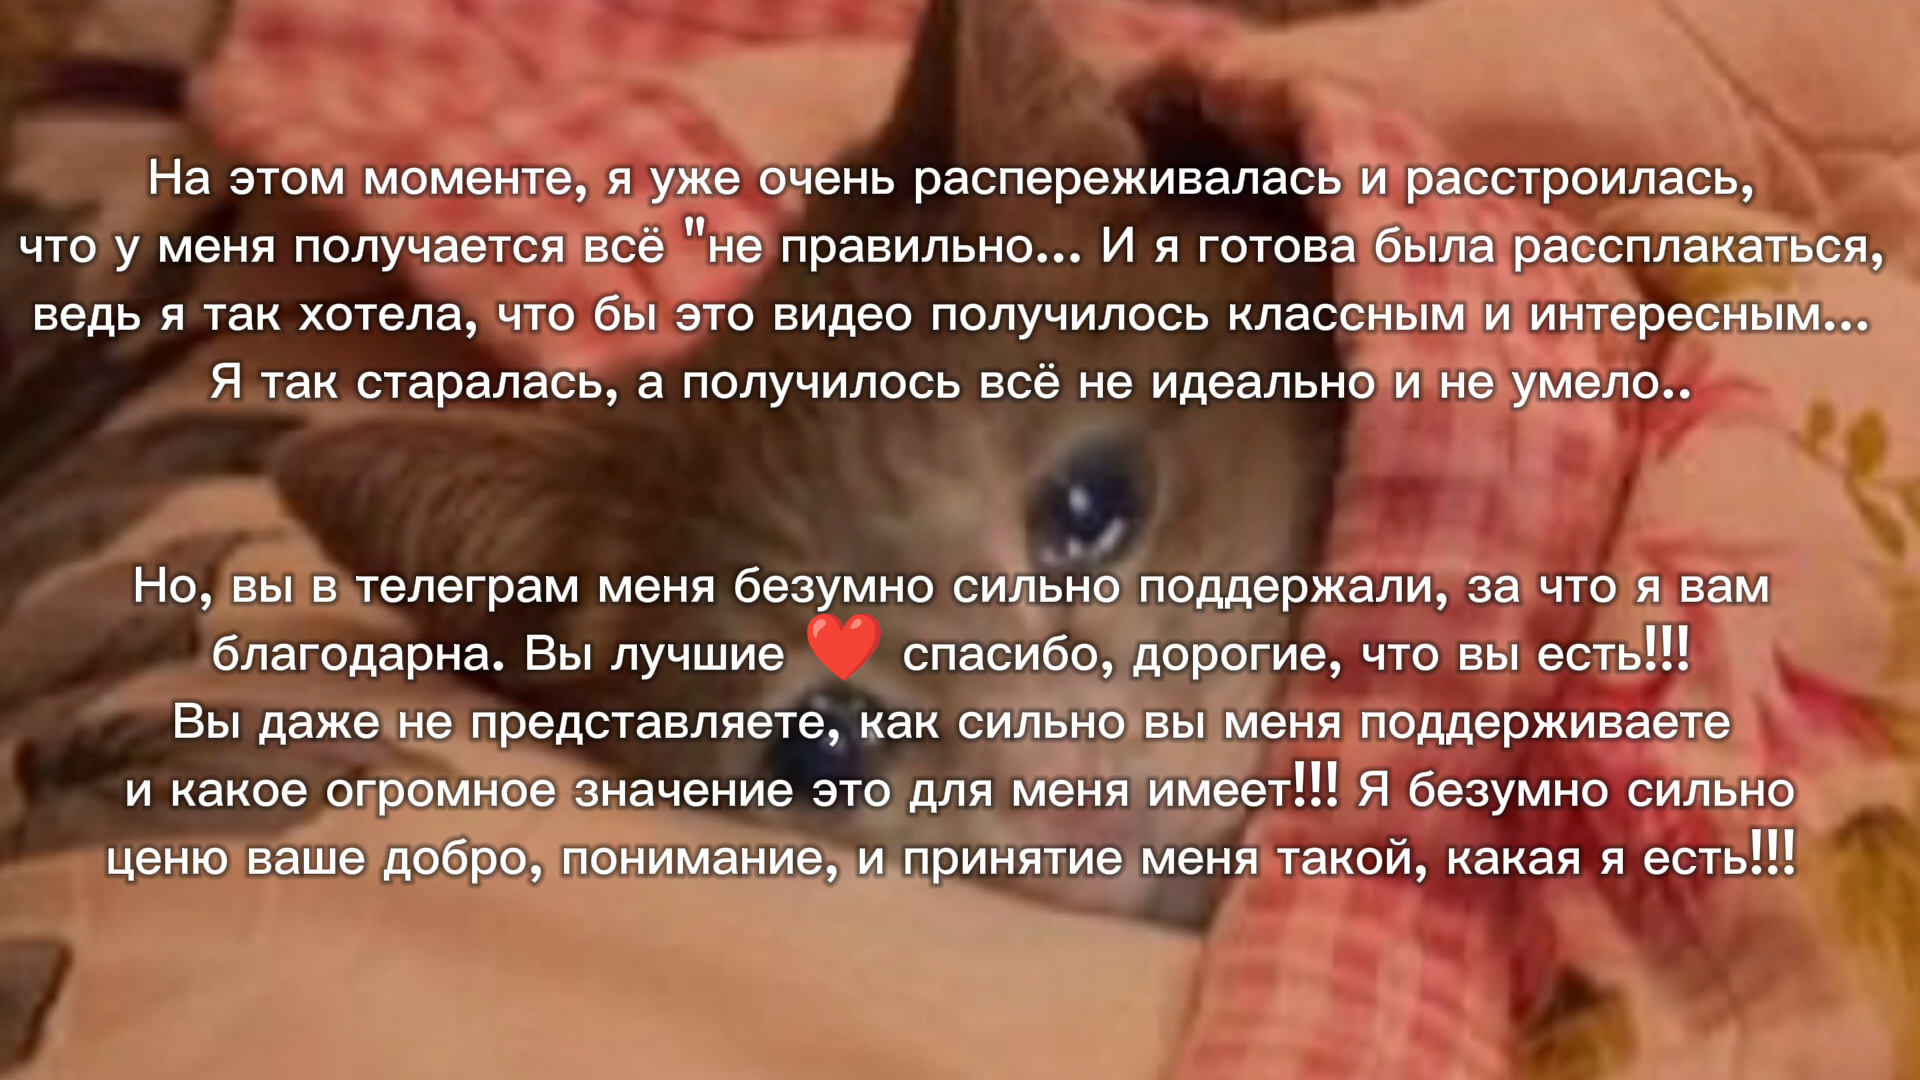 На этом моменте, я уже очень распереживалась и расстроилась,
что у меня получается всё "не правильно... И я готова была рассплакаться,
ведь я так хотела, что бы это видео получилось классным и интересным...
Я так старалась, а получилось всё не идеально и не умело..
Но, вы в телеграм меня безумно сильно поддержали, за что я вам
благодарна. Вы лучшие ❤️ спасибо, дорогие, что вы есть!!!
Вы даже не представляете, как сильно вы меня поддерживаете
и какое огромное значение это для меня имеет!!! Я безумно сильно
ценю ваше добро, понимание, и принятие меня такой, какая я есть!!!